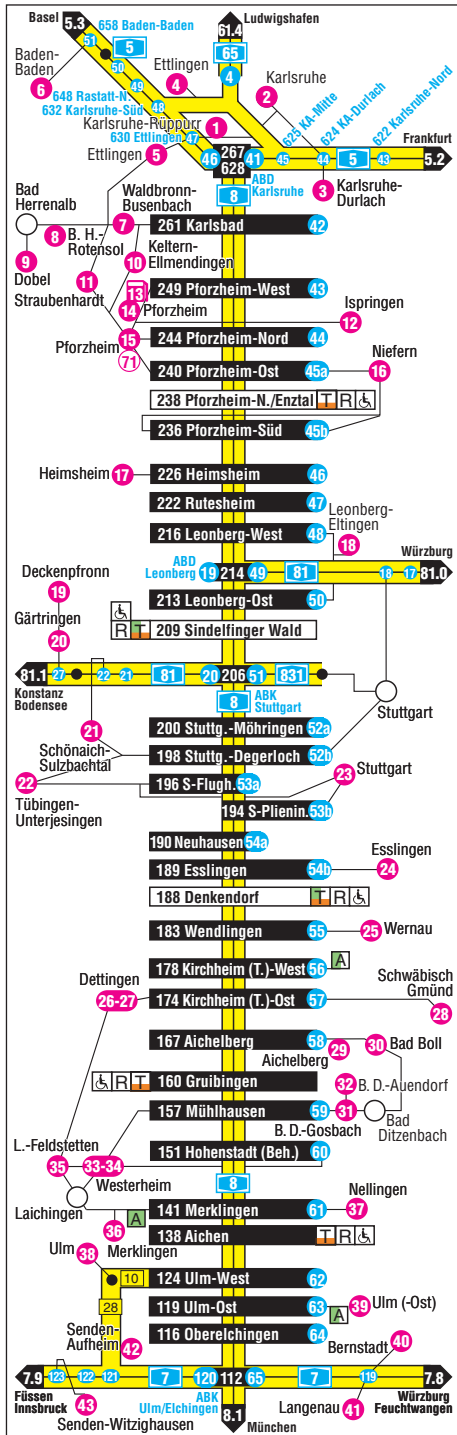 Basel
5.3
658 Baden-Baden
5
Ludwigshafen
61.4
65
4
51
50
49
48
47
46
Baden-
Baden
6
Ettlingen
4
Karlsruhe
2
648 Rastatt-N.
632 Karlsruhe-Süd
Karlsruhe-Rüppurr
1
630 Ettlingen
625 KA-Mitte
624 KA-Durlach
622 Karlsruhe-Nord
Frankfurt
Ettlingen
5
267
628
41
45
44
5
43
5.2
ABD
Karlsruhe
8
3
Karlsruhe-
Durlach
Bad
Herrenalb
Waldbronn-
Busenbach
8
B. H.-
Rotensol
7
261 Karlsbad
42
9
Dobel
Keltern-
Ellmendingen
10
11
Straubenhardt
13
249 Pforzheim-West
43
14
Pforzheim
Ispringen
12
15
244 Pforzheim-Nord
44
Pforzheim
71
Niefern
16
240 Pforzheim-Ost
45a
238 Pforzheim-N./Enztal T R
236 Pforzheim-Süd
45b
Heimsheim
17
226 Heimsheim
46
222 Rutesheim
47
Leonberg-
Eltingen
18
216 Leonberg-West
48
ABD
Leonberg
19
214
49
81
18
17
81.0
Würzburg
Deckenpfronn
19
213 Leonberg-Ost
50
Gärtringen
20
R T 209 Sindelfinger Wald
81.1
27
22
21
81
20
206
51
831
Konstanz
Bodensee
8
ABK
Stuttgart
Stuttgart
21
200 Stuttg.-Möhringen
52a
Schönaich-
Sulzbachtal
198 Stuttg.-Degerloch
52b
22
196 S-Flugh.
53a
23
Stuttgart
Tübingen-
Unterjesingen
194 S-Plienin.
53b
190 Neuhausen
54a
Esslingen
189 Esslingen
54b
24
188 Denkendorf T R
183 Wendlingen
55
25
Wernau
178 Kirchheim (T.)-West
56
A
Dettingen
26-27
174 Kirchheim (T.)-Ost
57
Schwäbisch
Gmünd
28
167 Aichelberg
58
Aichelberg
29
30
Bad Boll
R T 160 Gruibingen
32
B. D.-Auendorf
157 Mühlhausen
59
31
B. D.-Gosbach
Bad
Ditzenbach
L.-Feldstetten
151 Hohenstadt (Beh.)
60
35
33-34
Westerheim
8
Laichingen
A
36
Merklingen
141 Merklingen
61
Nellingen
37
138 Aichen T R
Ulm
38
10
124 Ulm-West
62
28
119 Ulm-Ost
63
A
39
Ulm (-Ost)
Senden-
Aufheim
42
116 Oberelchingen
64
Bernstadt
40
7.9
123
122
121
7
120
112
65
7
119
7.8
Füssen
Innsbruck
43
Senden-Witzighausen
ABK
Ulm/Elchingen
8.1
München
Langenau
41
Würzburg
Feuchtwangen